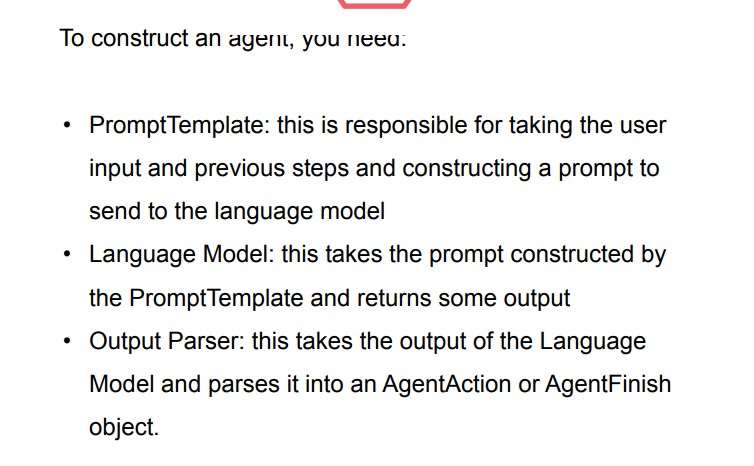 To construct an agent, you need:
• PromptTemplate: this is responsible for taking the user
input and previous steps and constructing a prompt to
send to the language model
• Language Model: this takes the prompt constructed by
the PromptTemplate and returns some output
• Output Parser: this takes the output of the Language
Model and parses it into an AgentAction or AgentFinish
object.